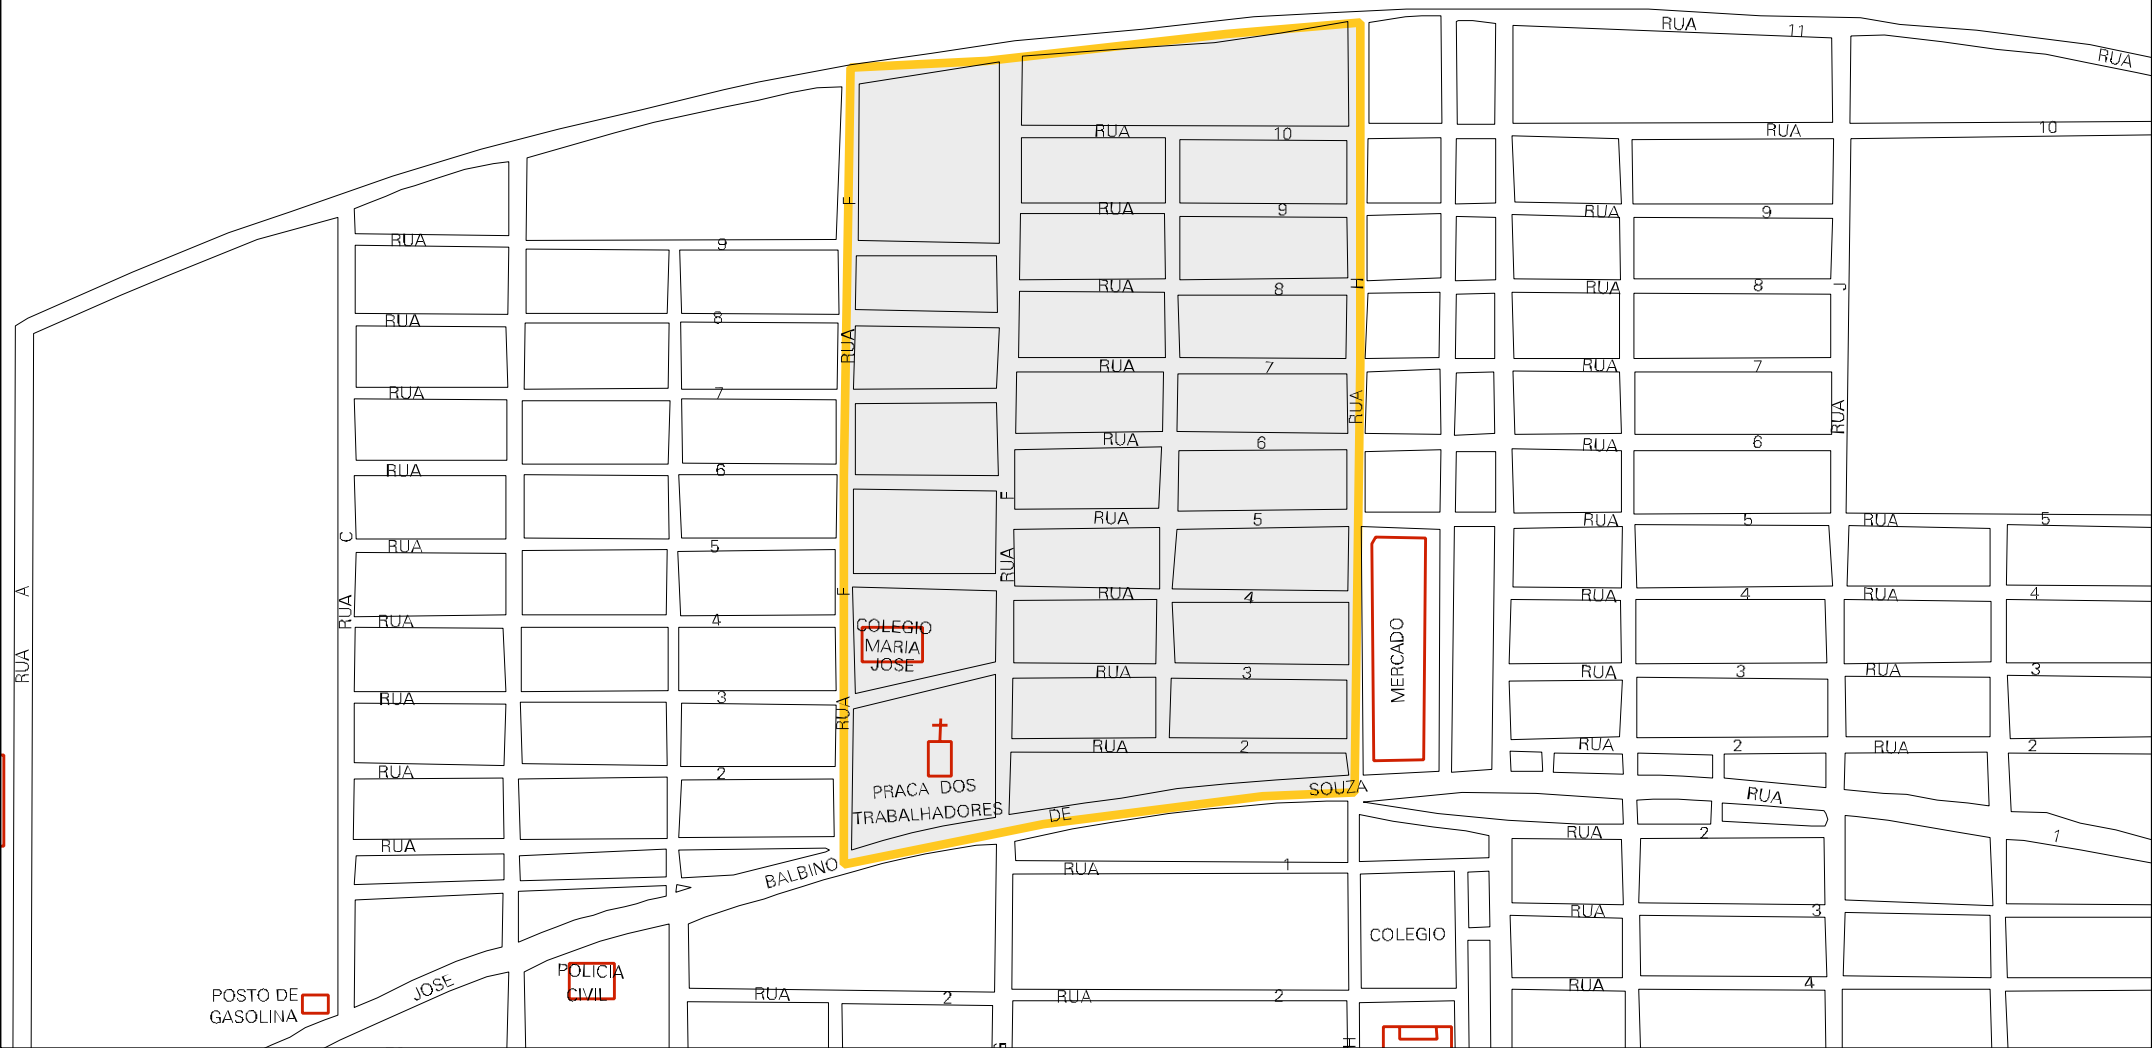 RUA 11
RUA
RUA 10
RUA 10
RUA 9
RUA 9
RUA 9
RUA 8
RUA 8
RUA 8
RUA 7
RUA 7
RUA 7
RUA 6
RUA 6
RUA 6
RUA 5
RUA 5
RUA 5
RUA 5
RUA 4
RUA 4
RUA 4
RUA 4
RUA 3
RUA 3
RUA 3
RUA 3
RUA 2
RUA 2
RUA 2
RUA 2
RUA A
RUA C
RUA F
RUA F
RUA F
RUA H
RUA J
COLEGIO
MARIA
JOSE
MERCADO
PRACA DOS
TRABALHADORES
JOSE BALBINO DE SOUZA
RUA 1
RUA
RUA 1
RUA 2
RUA 3
RUA 4
COLEGIO
POLICIA
CIVIL
POSTO DE
GASOLINA
RUA 2
RUA 2
H